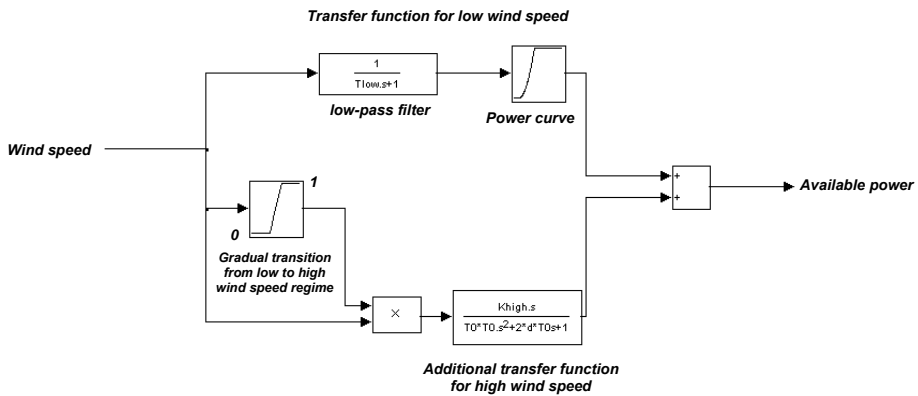 Transfer function for low wind speed
1
Tlow.s+1
low-pass filter
Power curve
Wind speed
+
+
Available power
1
0
Gradual transition
from low to high
wind speed regime
×
Khigh.s
T0*T0.s²+2*d*T0s+1
Additional transfer function
for high wind speed